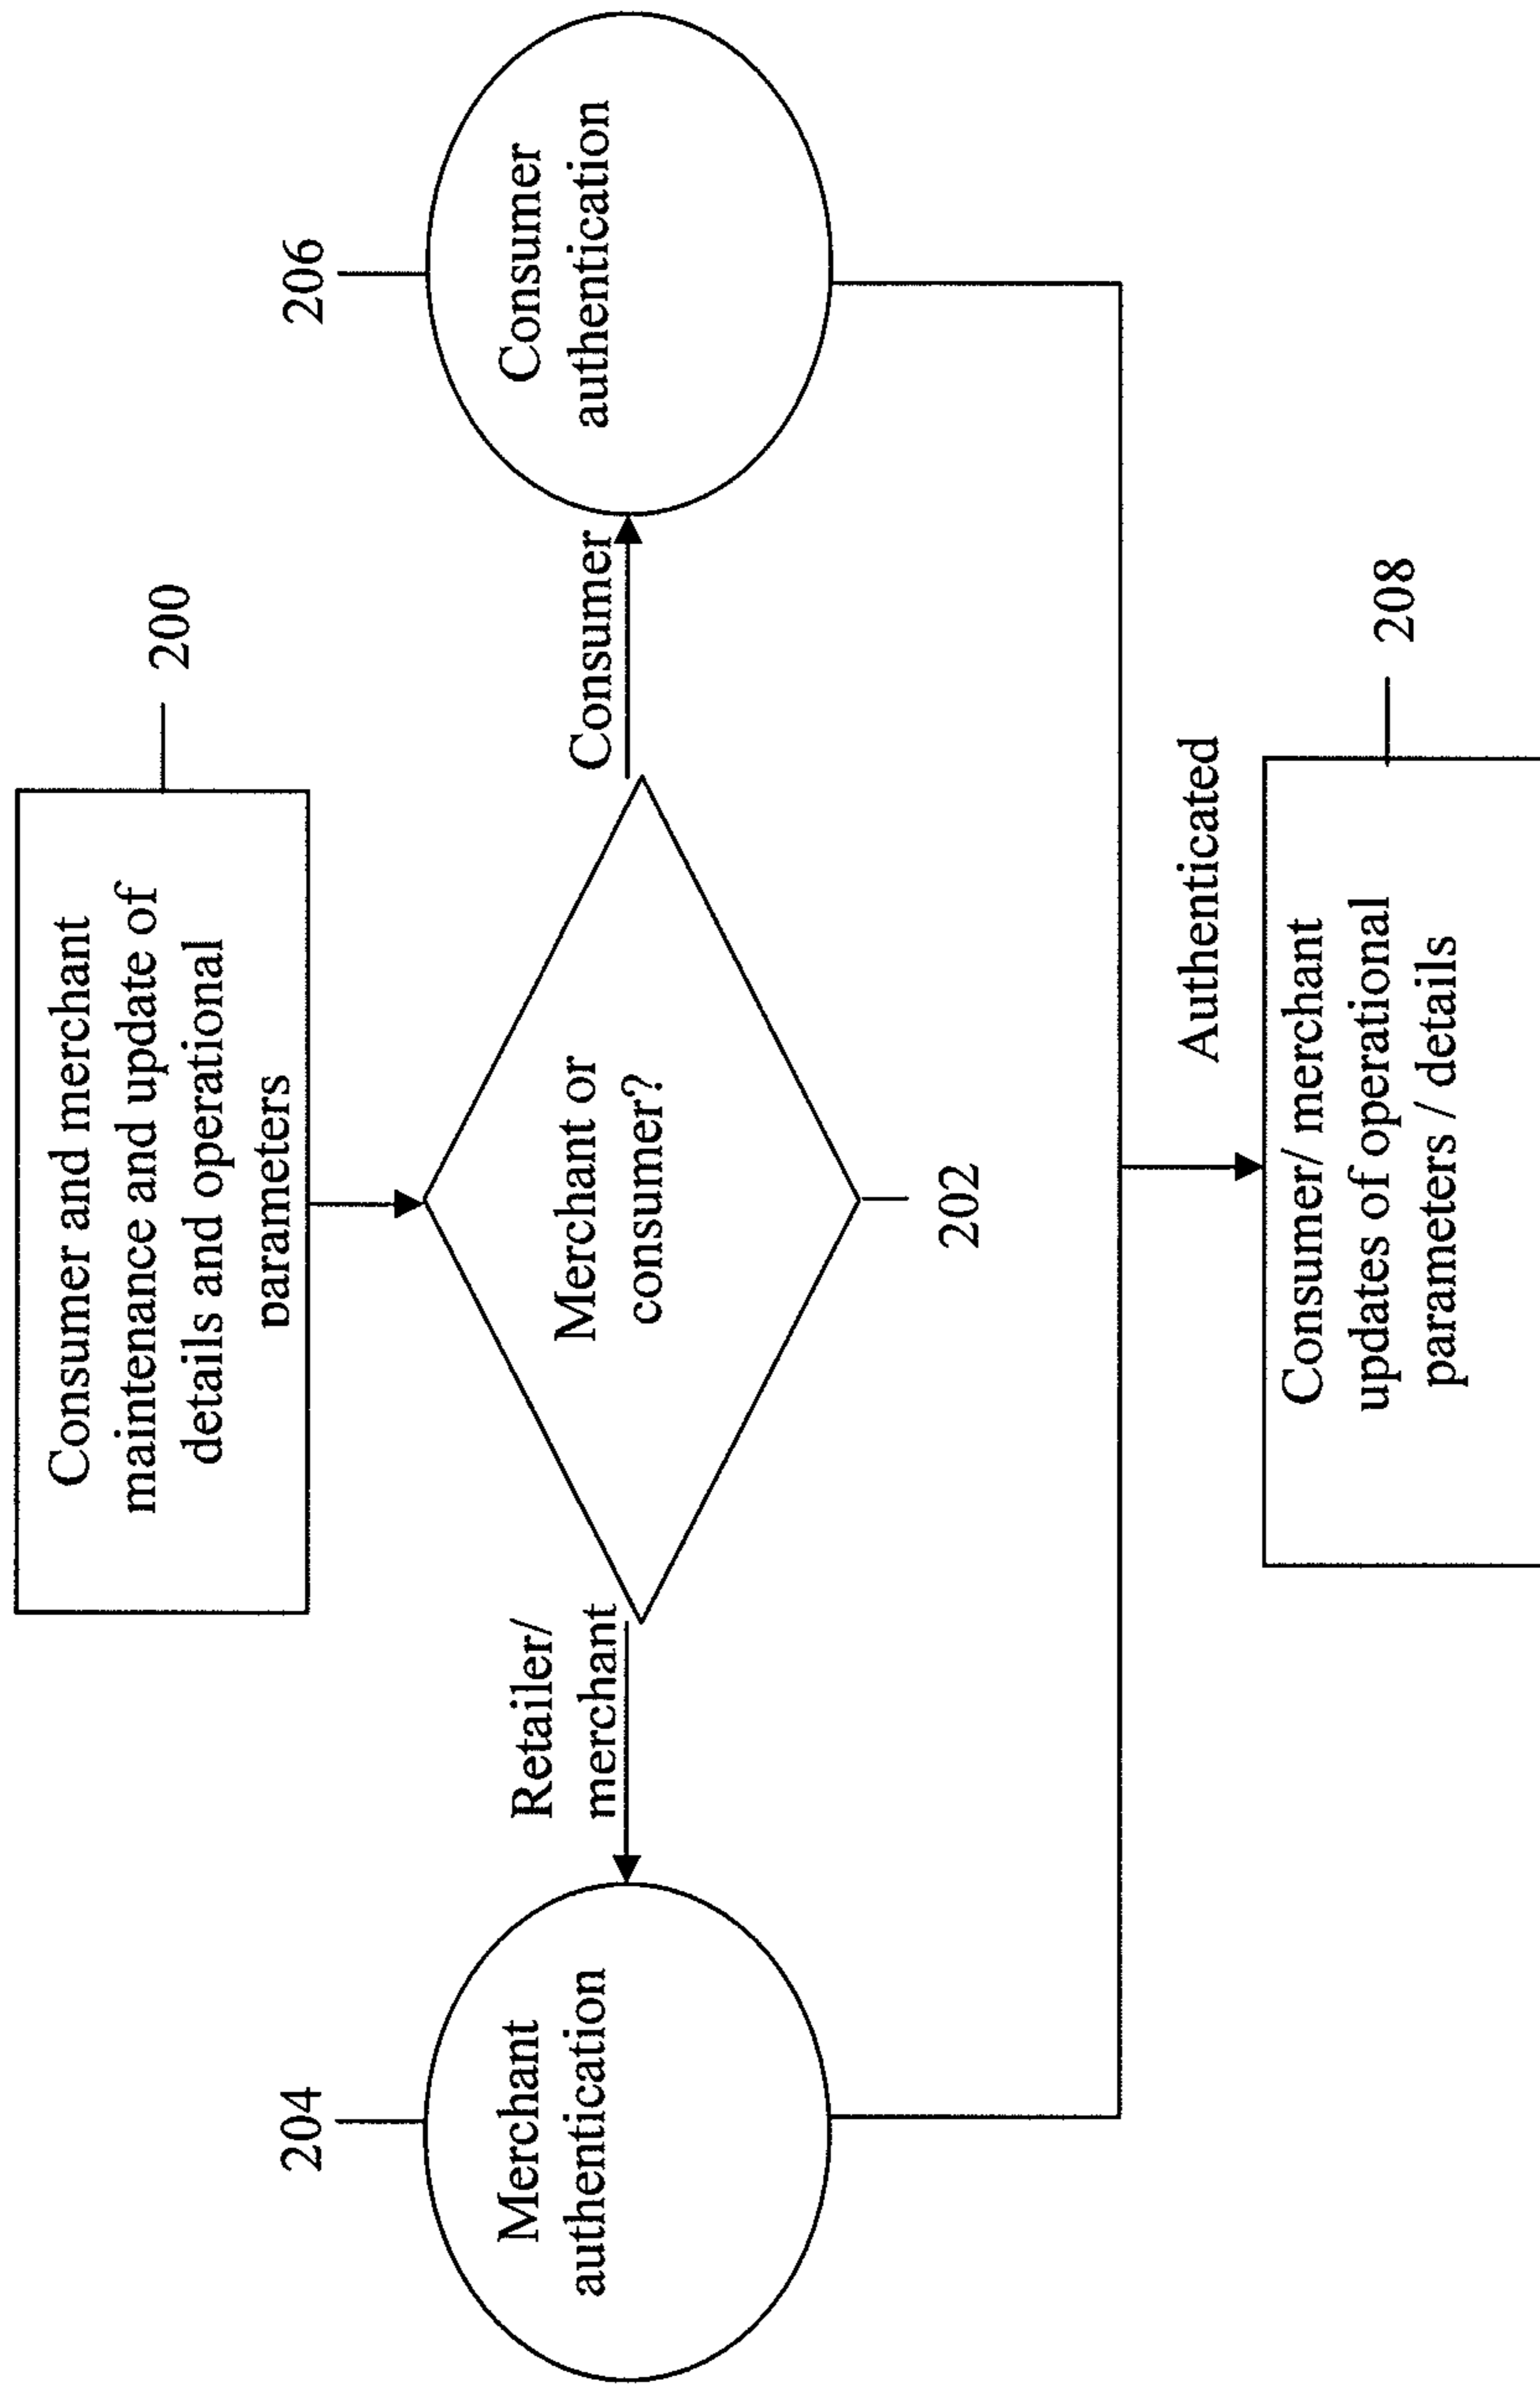 Consumer and merchant
maintenance and update of
details and operational
parameters
200
Retailer/
merchant
Merchant or
consumer?
202
Consumer
204
Merchant
authentication
206
Consumer
authentication
Authenticated
Consumer/ merchant
updates of operational
parameters / details
208